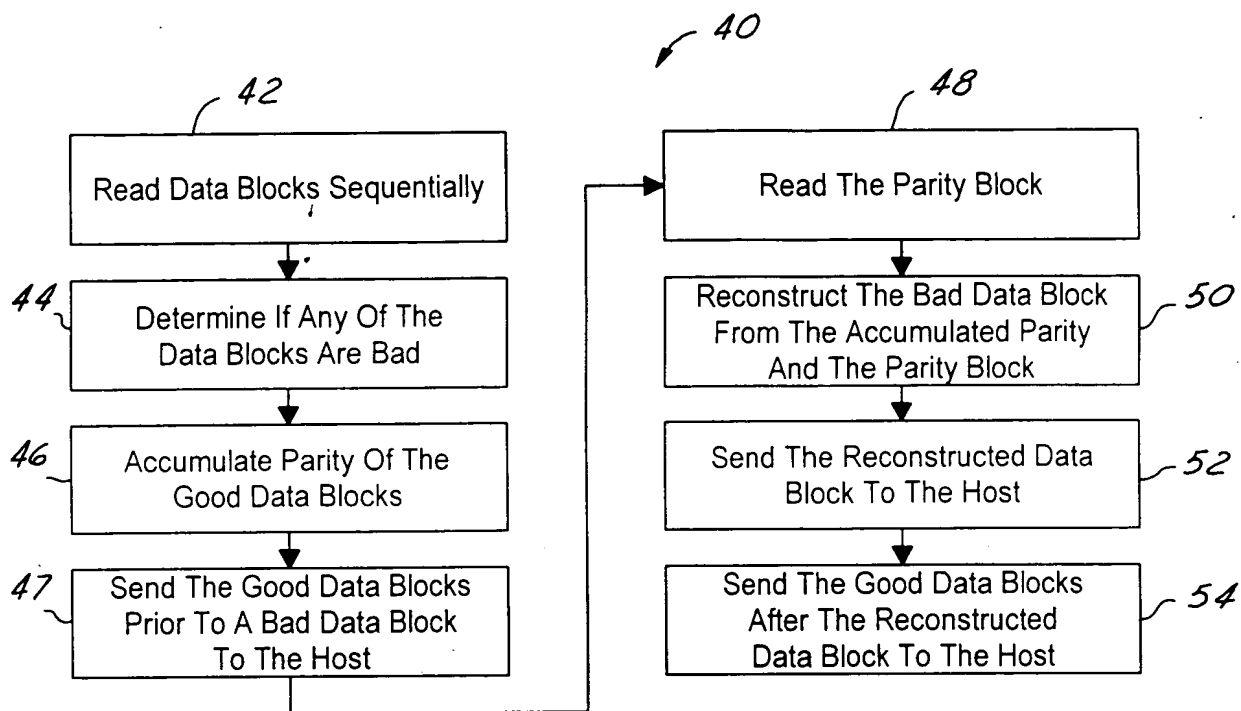 40
42
Read Data Blocks Sequentially
44
Determine If Any Of The
Data Blocks Are Bad
46
Accumulate Parity Of The
Good Data Blocks
47
Send The Good Data Blocks
Prior To A Bad Data Block
To The Host
48
Read The Parity Block
Reconstruct The Bad Data Block
From The Accumulated Parity
And The Parity Block
50
Send The Reconstructed Data
Block To The Host
52
Send The Good Data Blocks
After The Reconstructed
Data Block To The Host
54